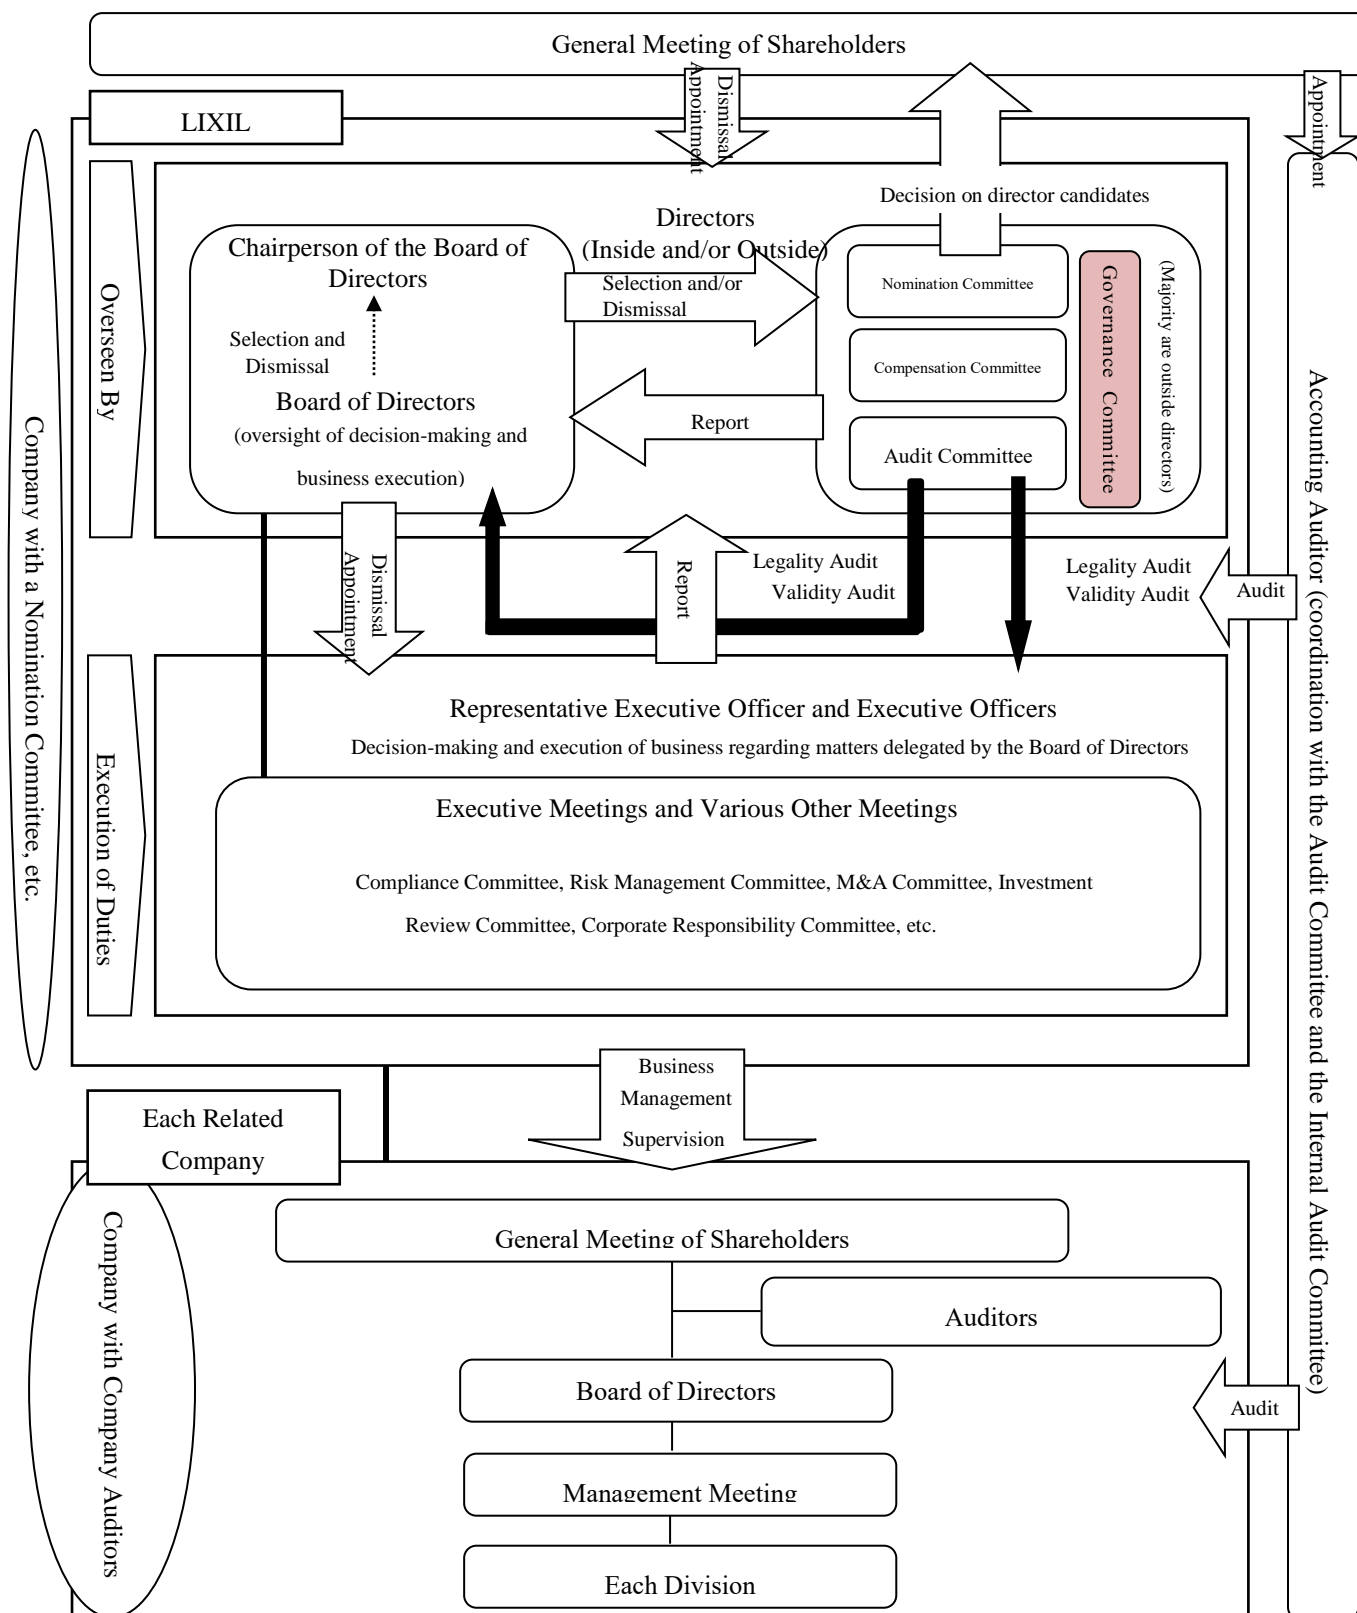 General Meeting of Shareholders
Dismissal
Appointment
Appointment
LIXIL
Decision on director candidates
Directors
(Inside and/or Outside)
Chairperson of the Board of
Directors
Selection and/or
Dismissal
Nomination Committee
Governance Committee
(Majority are outside directors)
Overseen By
Selection and
Dismissal
Compensation Committee
Board of Directors
(oversight of decision-making and
business execution)
Report
Audit Committee
Company with a Nomination Committee, etc.
Accounting Auditor (coordination with the Audit Committee and the Internal Audit Committee)
Dismissal
Appointment
Report
Legality Audit
Validity Audit
Legality Audit
Validity Audit
Audit
Execution of Duties
Representative Executive Officer and Executive Officers
Decision-making and execution of business regarding matters delegated by the Board of Directors
Executive Meetings and Various Other Meetings
Compliance Committee, Risk Management Committee, M&A Committee, Investment
Review Committee, Corporate Responsibility Committee, etc.
Business
Management
Supervision
Each Related
Company
Company with Company Auditors
General Meeting of Shareholders
Auditors
Board of Directors
Audit
Management Meeting
Each Division